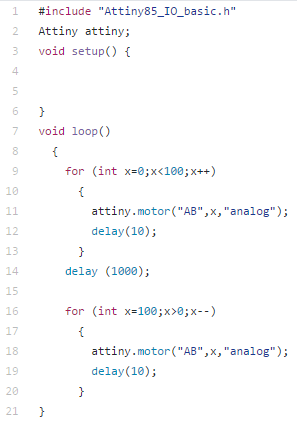 1 #include "Attiny85_IO_basic.h"
2 Attiny attiny;
3 void setup() {
4
5
6 }
7 void loop()
8 {
9 for (int x=0;x<100;x++)
10 {
11 attiny.motor("AB",x,"analog");
12 delay(10);
13 }
14 delay (1000);
15
16 for (int x=100;x>0;x--)
17 {
18 attiny.motor("AB",x,"analog");
19 delay(10);
20 }
21 }